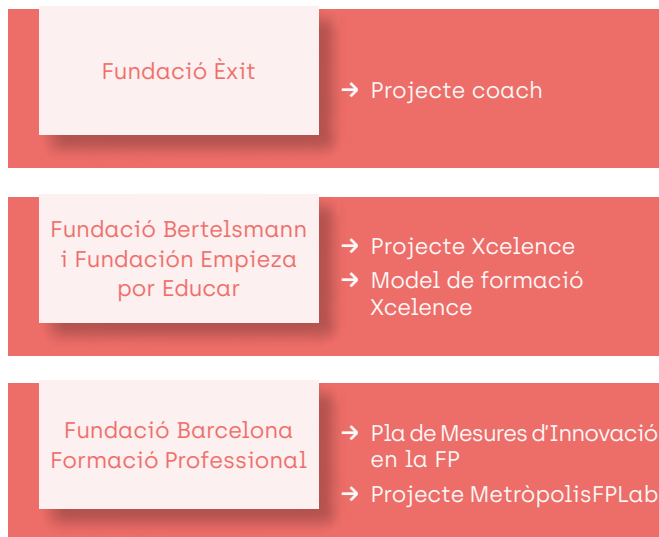 Fundació Èxit
→ Projecte coach
Fundació Bertelsmann
i Fundación Empieza
por Educar
→ Projecte Xcelence
→ Model de formació
Xcelence
Fundació Barcelona
Formació Professional
→ Pla de Mesures d'Innovació
en la FP
→ Projecte MetròpolisFPLab